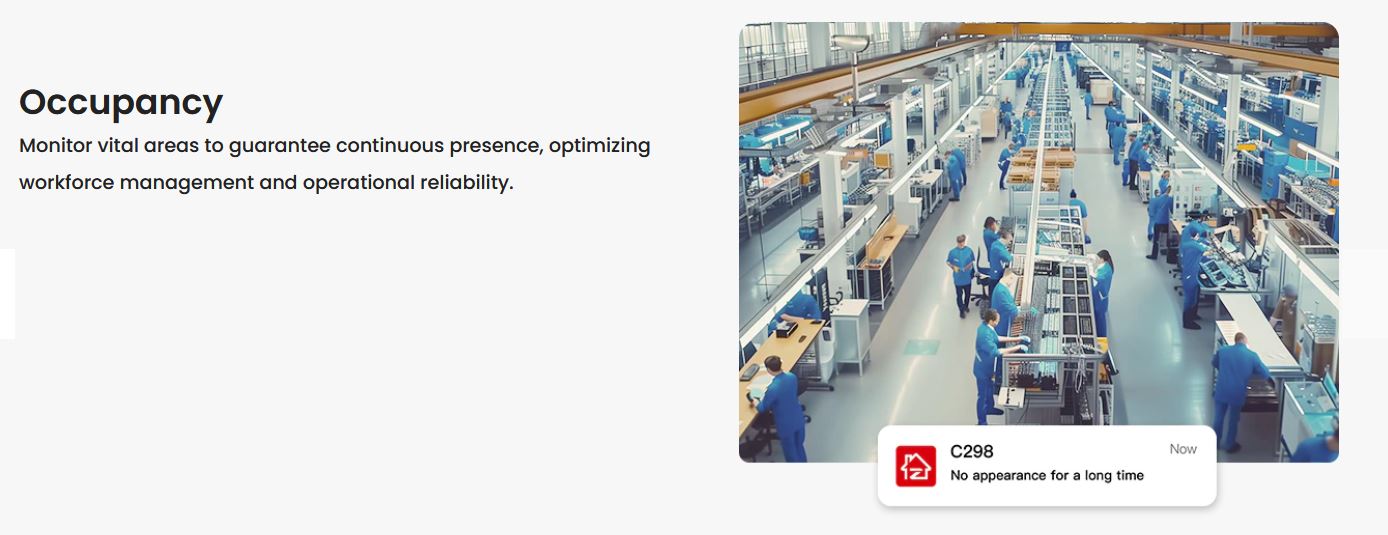 Occupancy
Monitor vital areas to guarantee continuous presence, optimizing
workforce management and operational reliability.
C298
Now
No appearance for a long time